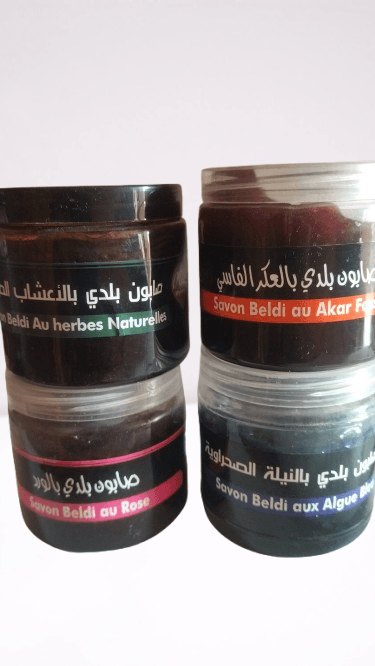 صابون بلدي بالأعشاب
Beldi Au herbes Naturelles
صابون بلدي بالعكر الفاسي
Savon Beldi au Akar
صابون بلدي بالورد
Savon Beldi au Rose
صابون بلدي بالنيلة الصحراوية
Savon Beldi aux Algue